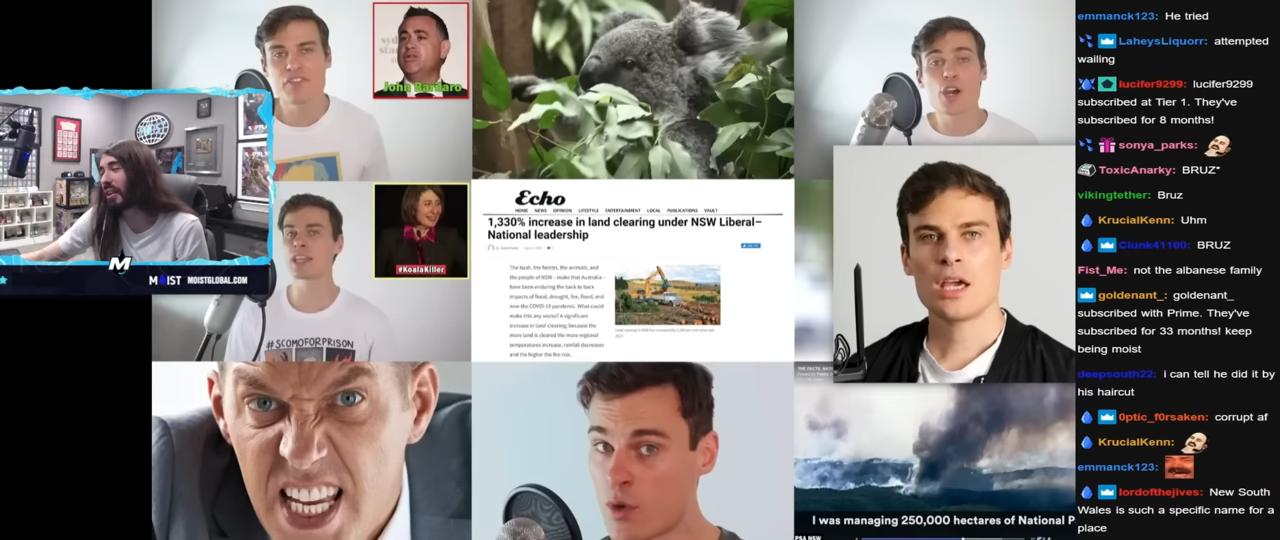 John Barilaro
MOIST MOISTGLOBAL.COM
#KoalaKiller
#SCOMOFORPRISON
Echo
HOME NEWS OPINION LIFESTYLE ENTERTAINMENT LOCAL PUBLICATIONS VAULT
1,330% increase in land clearing under NSW Liberal–
National leadership
The bush, the forests, the animals, and
the people of NSW – make that Australia –
have been enduring the back to back
impacts of flood, drought, fire, flood, and
now the COVID-19 pandemic. What could
make this any worse? A significant
increase in land-clearing; because the
more land is cleared the more regional
temperatures increase, rainfall decreases
and the higher the fire risk.
I was managing 250,000 hectares of National P
PSA NSW
emmanck123: He tried
LaheysLiquorr: attempted
wailing
lucifer9299: lucifer9299
subscribed at Tier 1. They've
subscribed for 8 months!
sonya_parks:
ToxicAnarky: BRUZ*
vikingtether: Bruz
KrucialKenn: Uhm
Clunk41100: BRUZ
Fist_Me: not the albanese family
goldenant_: goldenant_
subscribed with Prime. They've
subscribed for 33 months! keep
being moist
deepsouth22: i can tell he did it by
his haircut
0ptic_f0rsaken: corrupt af
KrucialKenn:
emmanck123:
lordofthejives: New South
Wales is such a specific name for a
place